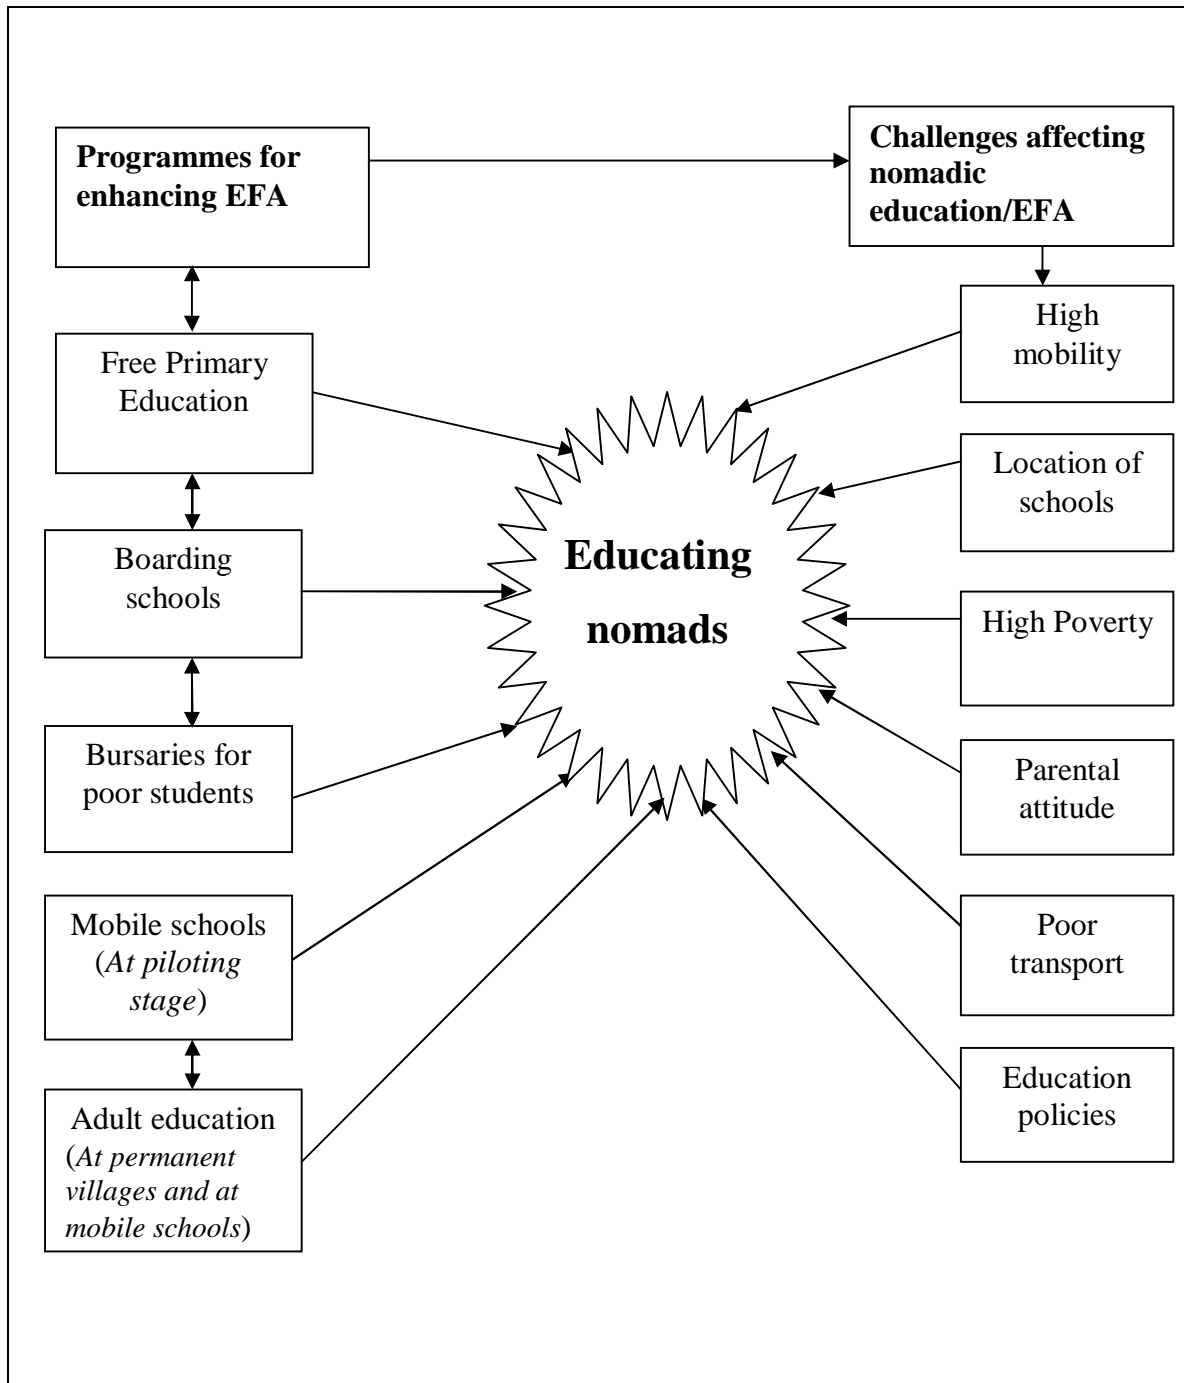 Programmes for
enhancing EFA
Challenges affecting
nomadic
education/EFA
Free Primary
Education
Boarding
schools
Bursaries for
poor students
Mobile schools
(At piloting
stage)
Adult education
(At permanent
villages and at
mobile schools)
Educating
nomads
High
mobility
Location of
schools
High Poverty
Parental
attitude
Poor
transport
Education
policies